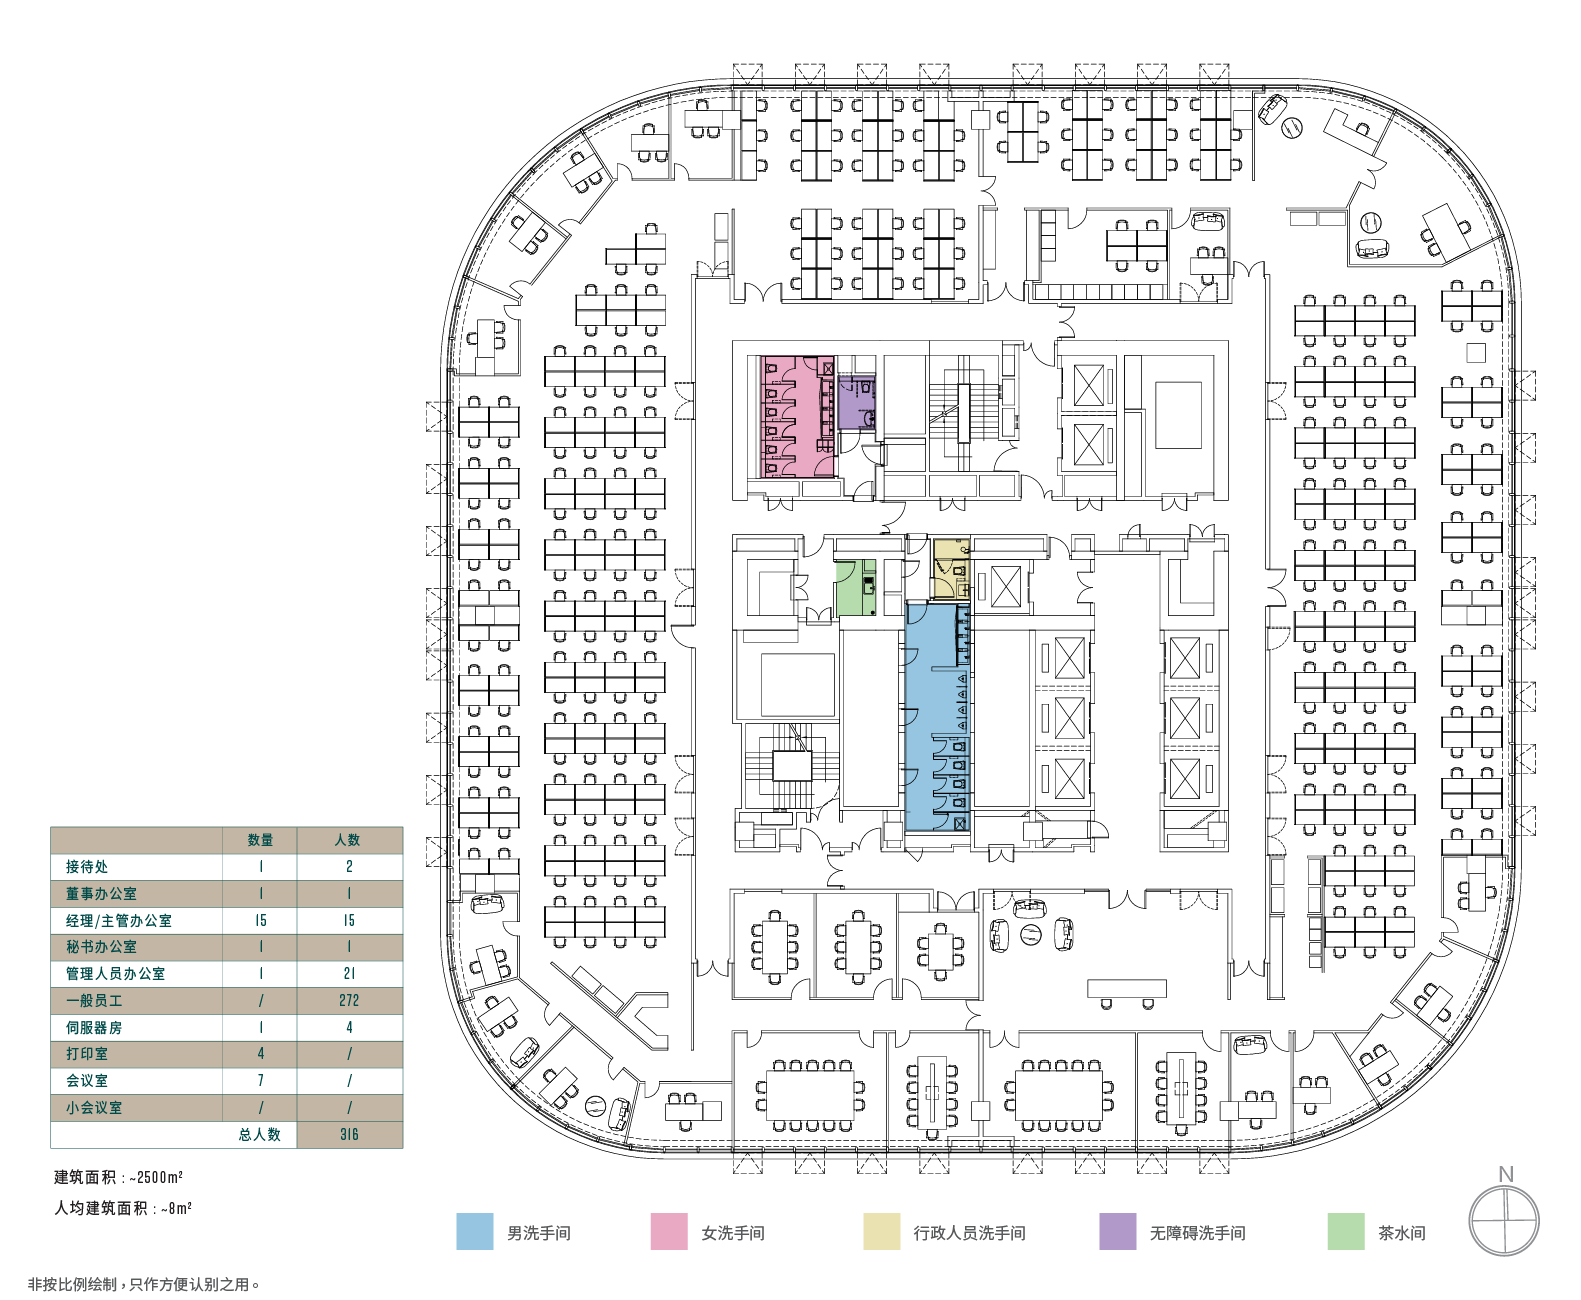 数量 人数
接待处 1 2
董事办公室 1 1
经理/主管办公室 15 15
秘书办公室 1 1
管理人员办公室 1 21
一般员工 / 272
伺服器房 1 4
打印室 4 /
会议室 7 /
小会议室 / /
总人数 316
建筑面积 : ~2500m²
人均建筑面积 : ~8m²
N
男洗手间 女洗手间 行政人员洗手间 无障碍洗手间 茶水间
非按比例绘制，只作方便认别之用。